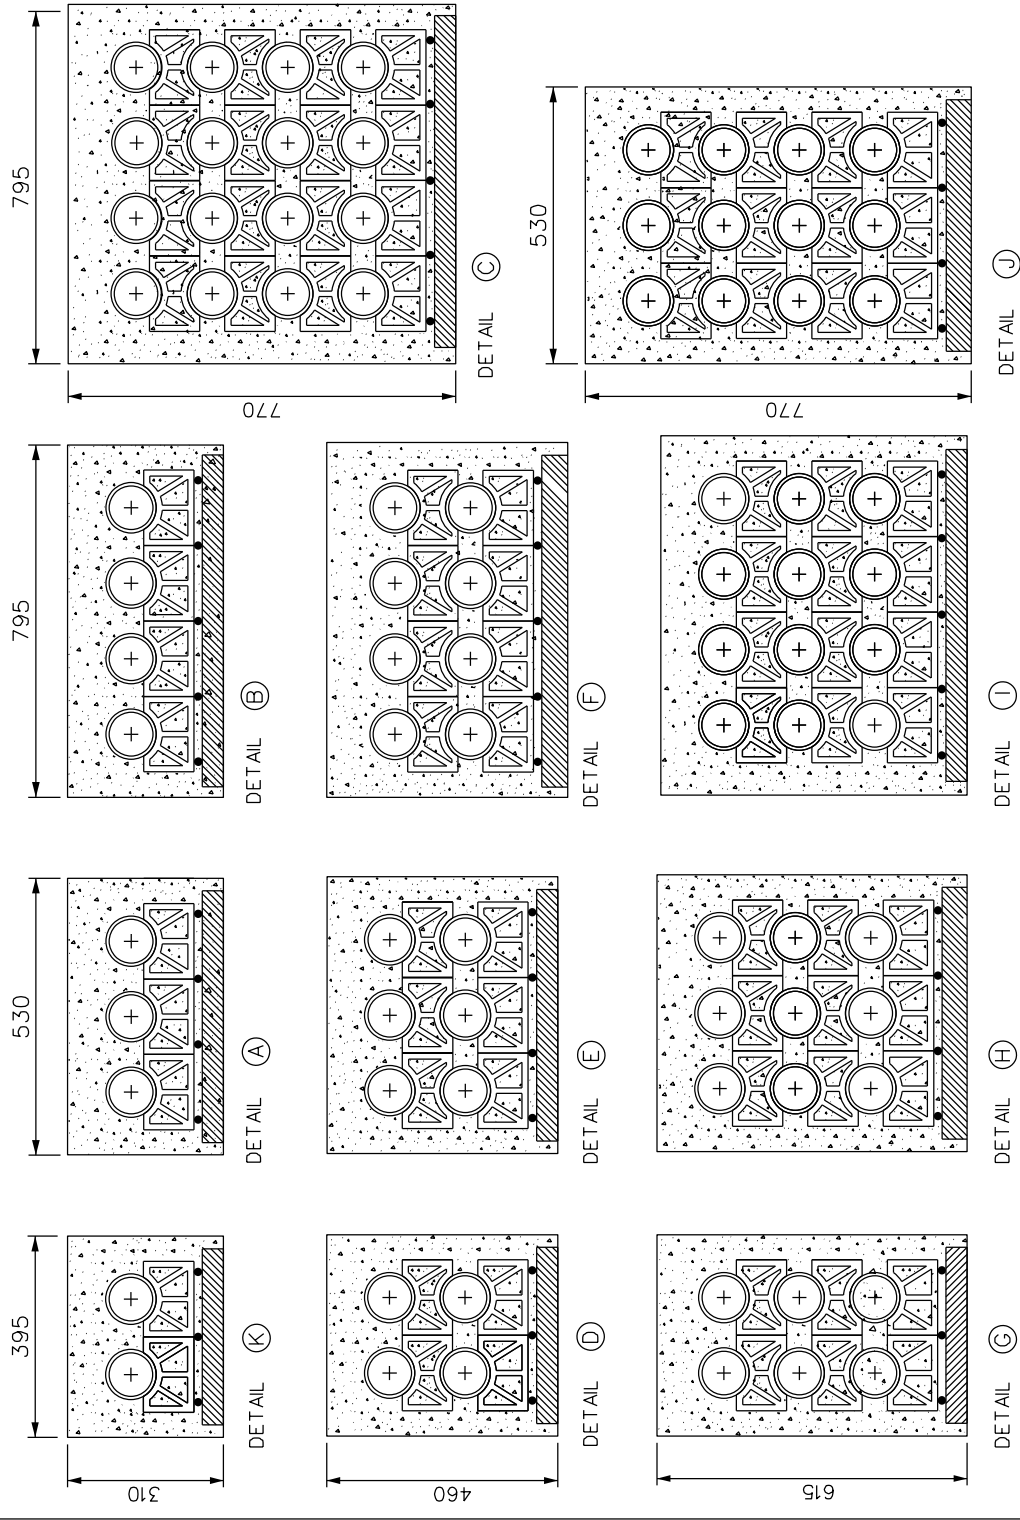 795
770
DETAIL C
530
770
DETAIL J
795
DETAIL B
DETAIL F
DETAIL I
530
DETAIL A
DETAIL E
DETAIL H
395
310
DETAIL K
460
DETAIL D
615
DETAIL G